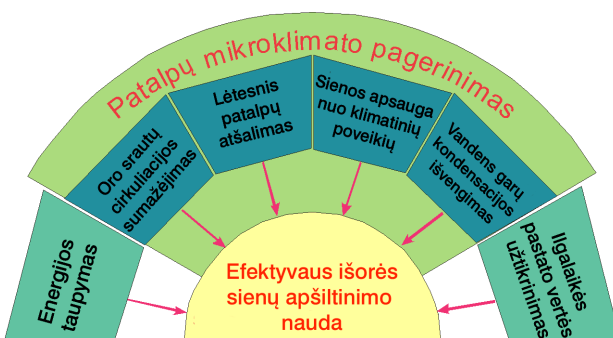 Patalpų mikroklimato pagerinimas
Energijos
taupymas
Oro srautų
cirkuliacijos
sumažėjimas
Lėtesnis
patalpų
atšalimas
Sienos apsauga
nuo klimatinių
poveikių
Vandens garų
kondensacijos
išvengimas
Ilgalaikės
pastato vertės
užtikrinimas
Efektyvaus išorės
sienų apšiltinimo
nauda